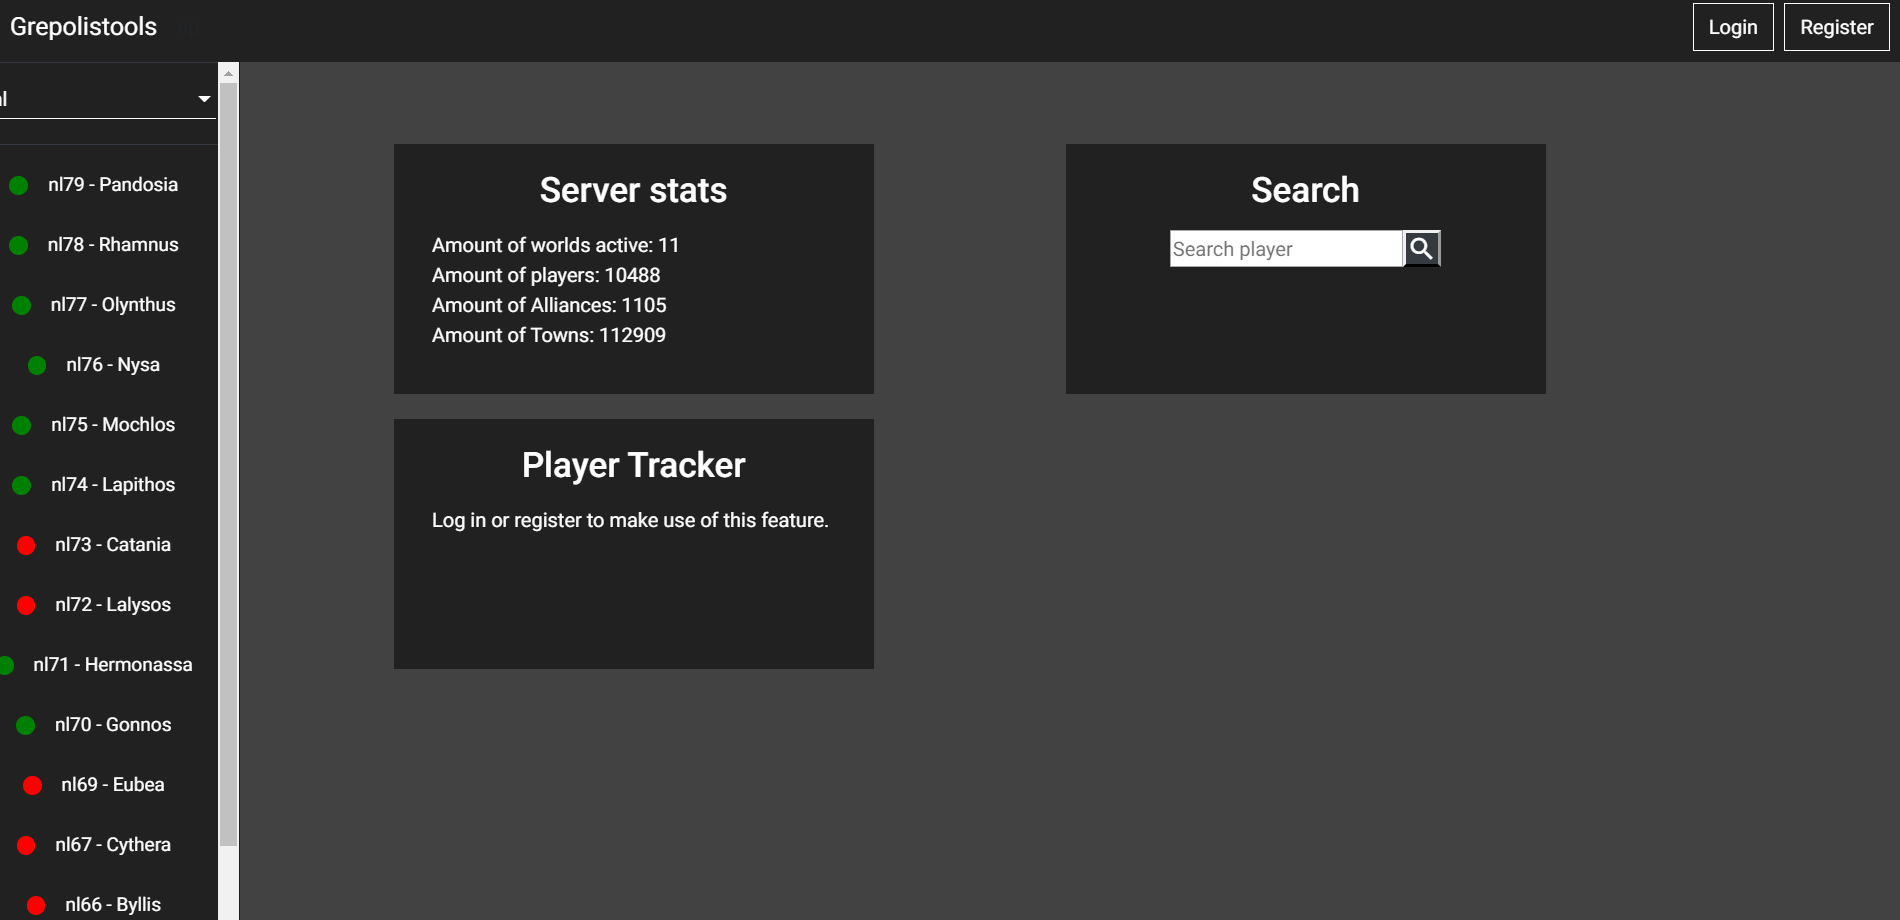 Grepolistools
Login
Register
nl79 - Pandosia
nl78 - Rhamnus
nl77 - Olynthus
nl76 - Nysa
nl75 - Mochlos
nl74 - Lapithos
nl73 - Catania
nl72 - Lalysos
nl71 - Hermonassa
nl70 - Gonnos
nl69 - Eubea
nl67 - Cythera
nl66 - Byllis
Server stats
Amount of worlds active: 11
Amount of players: 10488
Amount of Alliances: 1105
Amount of Towns: 112909
Search
Search player
Player Tracker
Log in or register to make use of this feature.